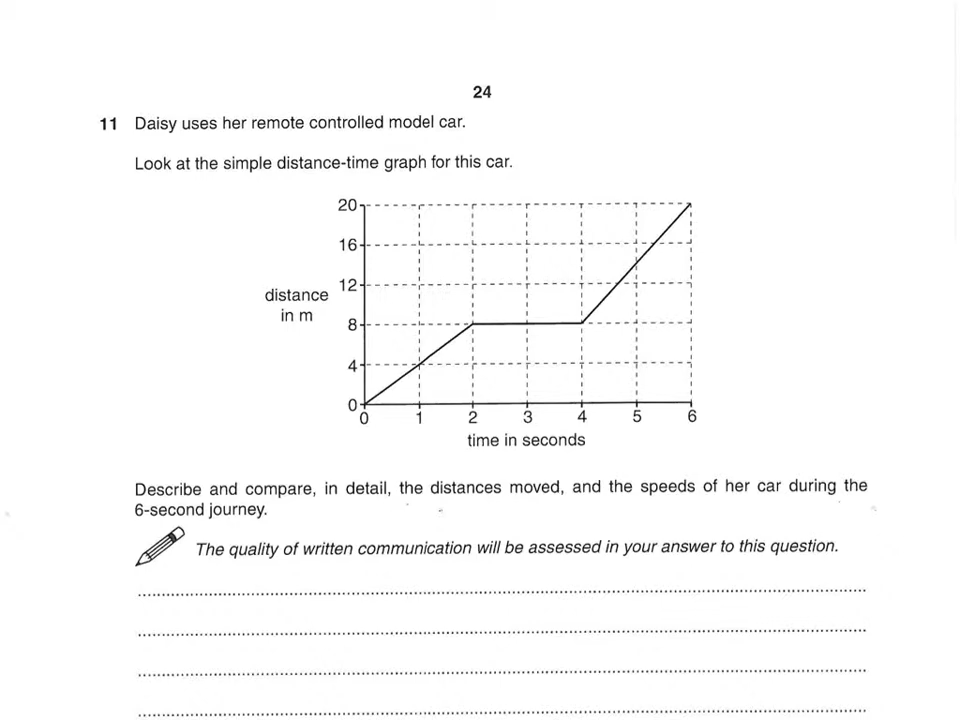 24
11 Daisy uses her remote controlled model car.
Look at the simple distance-time graph for this car.
20
16
12
distance
in m
8
4
0
0 1 2 3 4 5 6
time in seconds
Describe and compare, in detail, the distances moved, and the speeds of her car during the
6-second journey.
The quality of written communication will be assessed in your answer to this question.